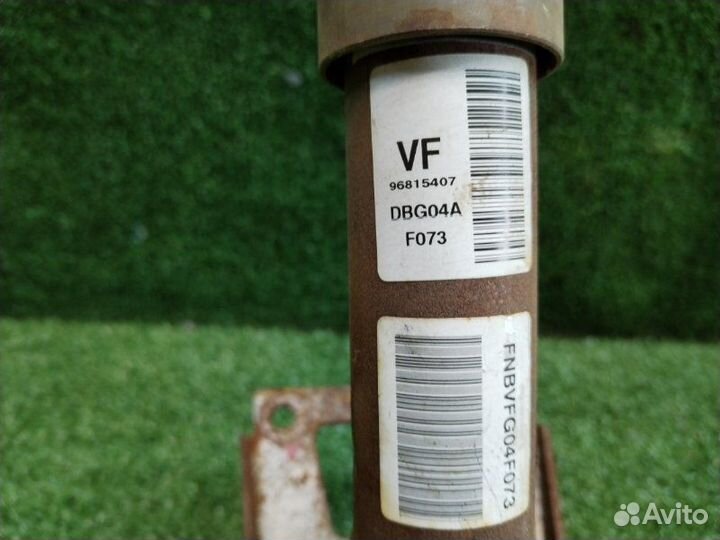 VF
96815407
DBG04A
F073
FNBVFG04F073
Avito